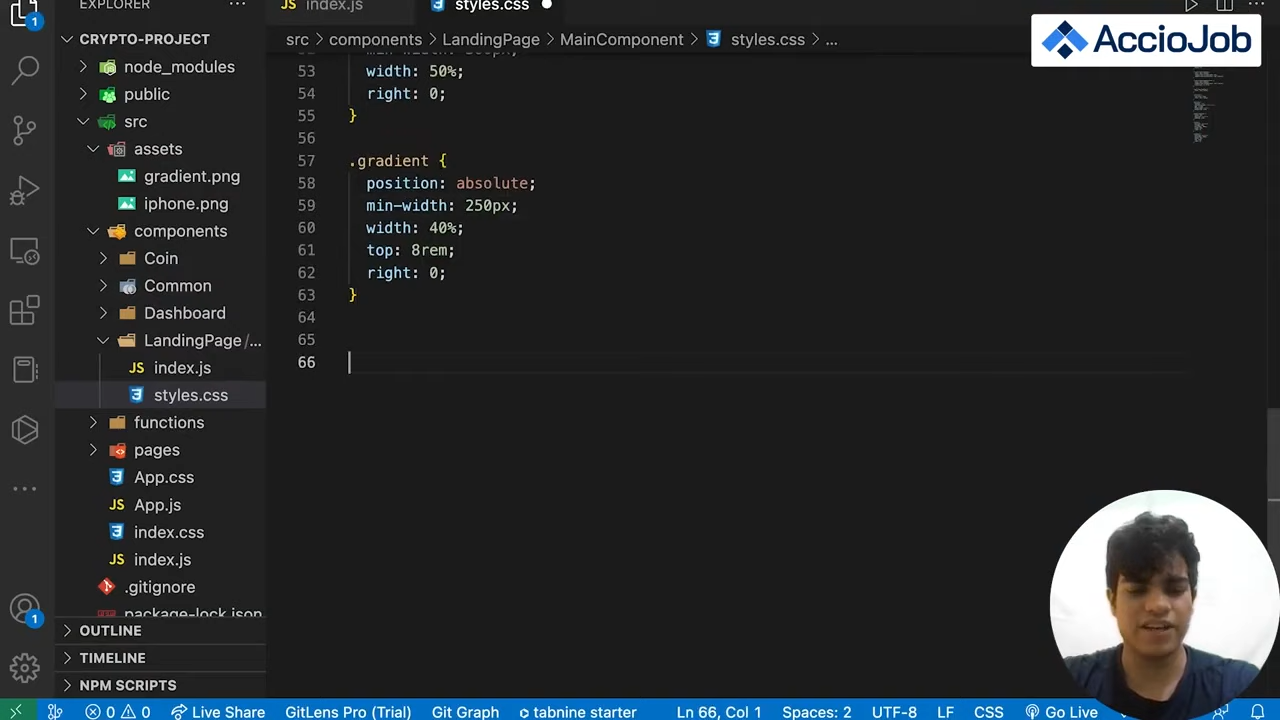 EXPLORER
index.js
styles.css
AccioJob
CRYPTO-PROJECT
src
components
LandingPage
MainComponent
styles.css
...
node_modules
public
src
assets
gradient.png
iphone.png
components
Coin
Common
Dashboard
LandingPage/...
JS index.js
styles.css
functions
pages
App.css
JS App.js
index.css
JS index.js
.gitignore
package-lock.json
OUTLINE
TIMELINE
NPM SCRIPTS
1
1
53 width: 50%;
54 right: 0;
55 }
56
57 .gradient {
58 position: absolute;
59 min-width: 250px;
60 width: 40%;
61 top: 8rem;
62 right: 0;
63 }
64
65
66
0 0 Live Share GitLens Pro (Trial) Git Graph tabnine starter Ln 66, Col 1 Spaces: 2 UTF-8 LF CSS Go Live